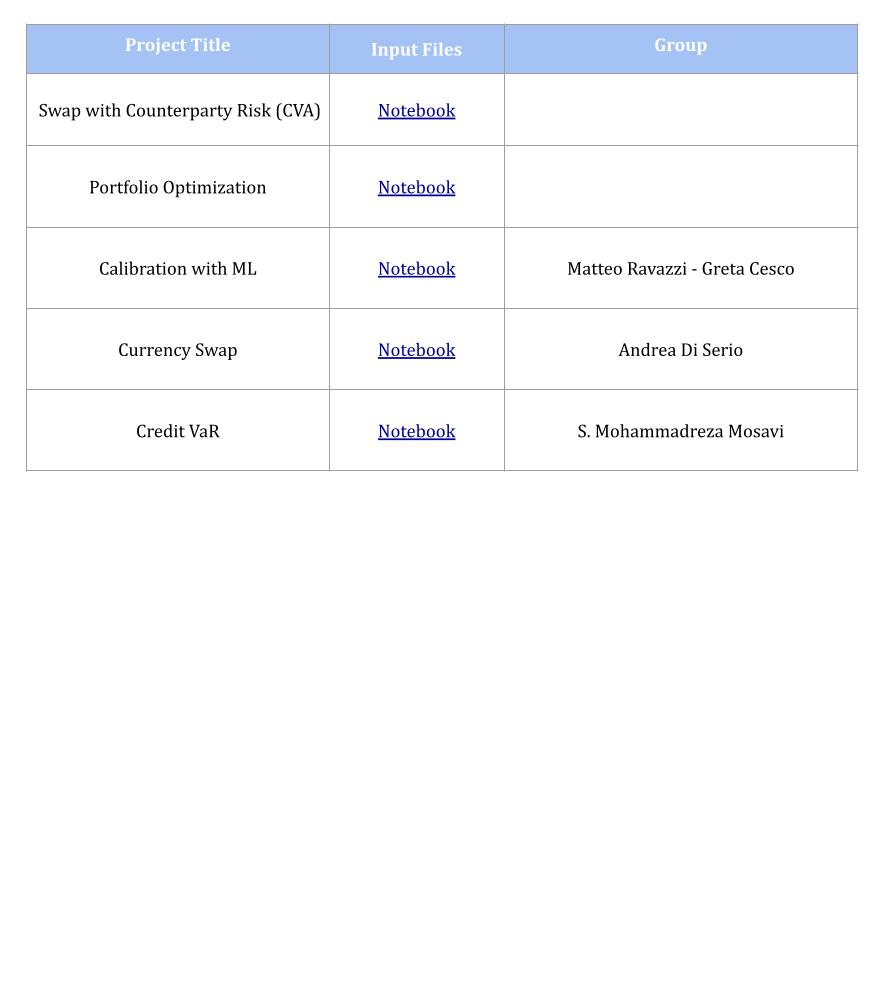 Project Title Input Files Group
Swap with Counterparty Risk (CVA) Notebook
Portfolio Optimization Notebook
Calibration with ML Notebook Matteo Ravazzi - Greta Cesco
Currency Swap Notebook Andrea Di Serio
Credit VaR Notebook S. Mohammadreza Mosavi